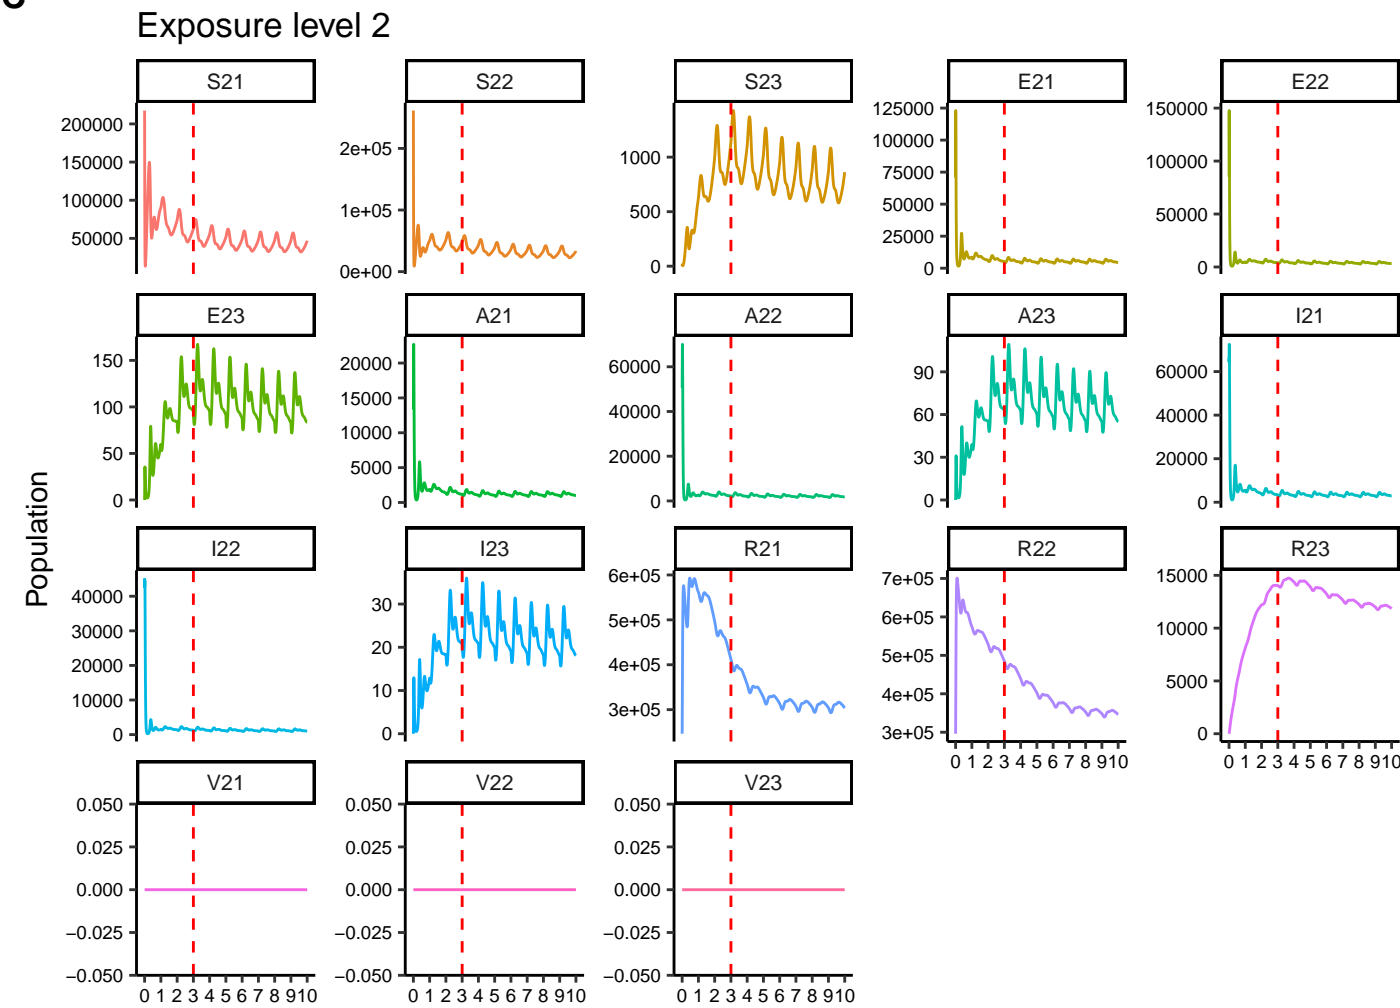 Exposure level 2
S21 S22 S23 E21 E22
200000 150000 100000 50000
2e+05 1e+05 0e+00
1000 500 0
125000 100000 75000 50000 25000 0
150000 100000 50000 0
E23 A21 A22 A23 I21
150 100 50 0
20000 15000 10000 5000 0
60000 40000 20000 0
90 60 30 0
60000 40000 20000 0
Population
I22 I23 R21 R22 R23
40000 30000 20000 10000 0
30 20 10 0
6e+05 5e+05 4e+05 3e+05
7e+05 6e+05 5e+05 4e+05 3e+05
15000 10000 5000 0
0 1 2 3 4 5 6 7 8 9 10
0 1 2 3 4 5 6 7 8 9 10
V21 V22 V23
0.050 0.025 0.000 −0.025 −0.050
0.050 0.025 0.000 −0.025 −0.050
0.050 0.025 0.000 −0.025 −0.050
0 1 2 3 4 5 6 7 8 9 10
0 1 2 3 4 5 6 7 8 9 10
0 1 2 3 4 5 6 7 8 9 10